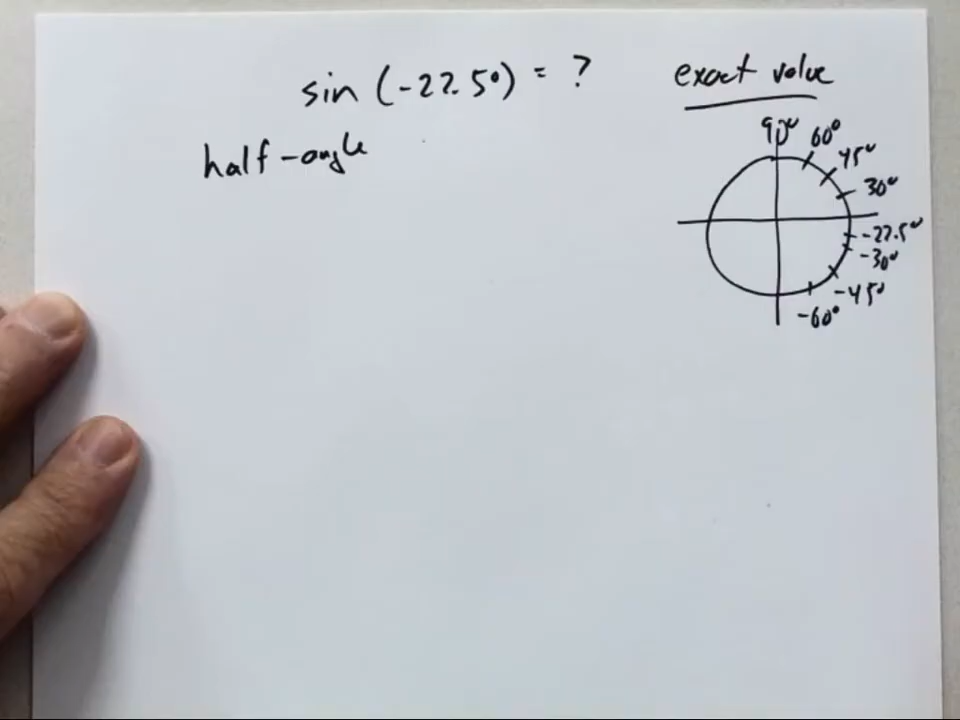 sin (-22.5°) = ?
exact value
half-angle
90°
60°
45°
30°
-22.5°
-30°
-45°
-60°